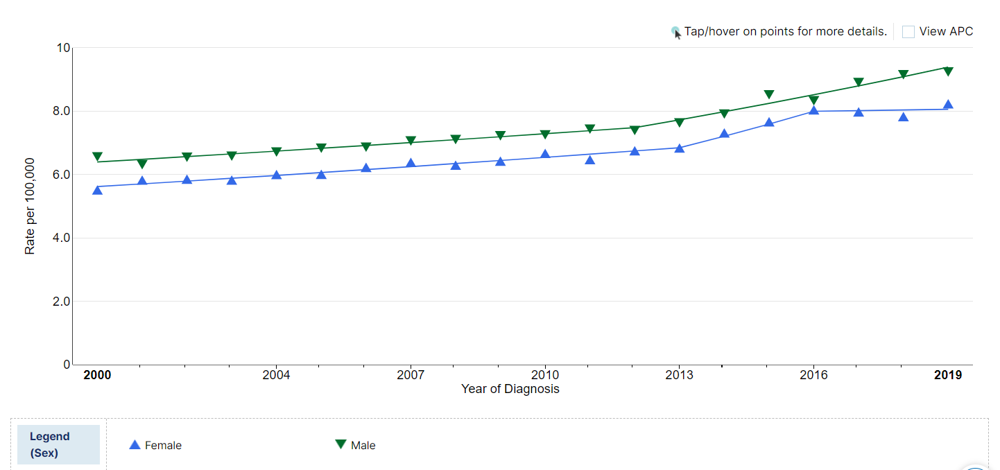 Tap/hover on points for more details.
View APC
10
8.0
6.0
4.0
2.0
0
Rate per 100,000
2000 2004 2007 2010 2013 2016 2019
Year of Diagnosis
Legend
(Sex)
Female
Male